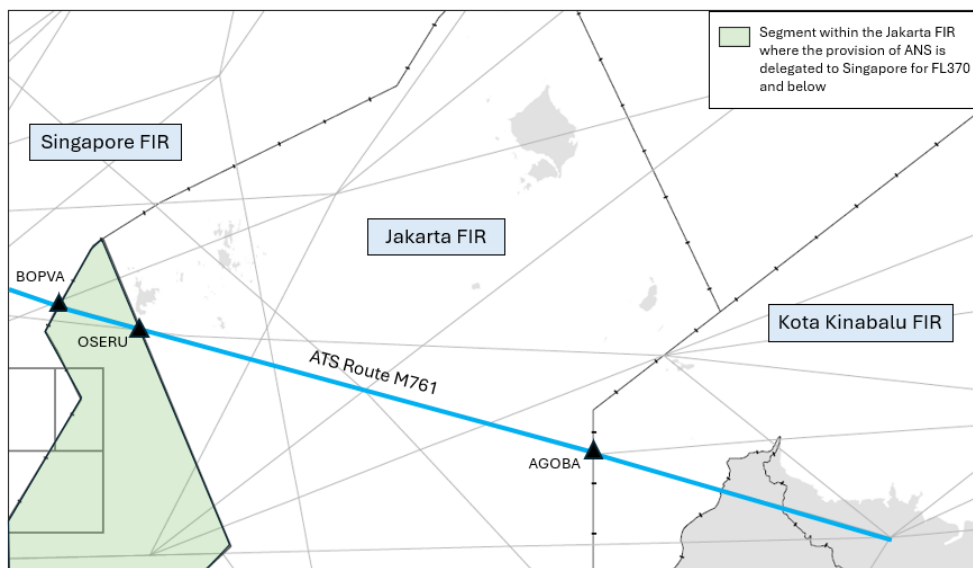 Segment within the Jakarta FIR
where the provision of ANS is
delegated to Singapore for FL370
and below
Singapore FIR
Jakarta FIR
BOPVA
OSERU
Kota Kinabalu FIR
ATS Route M761
AGOBA